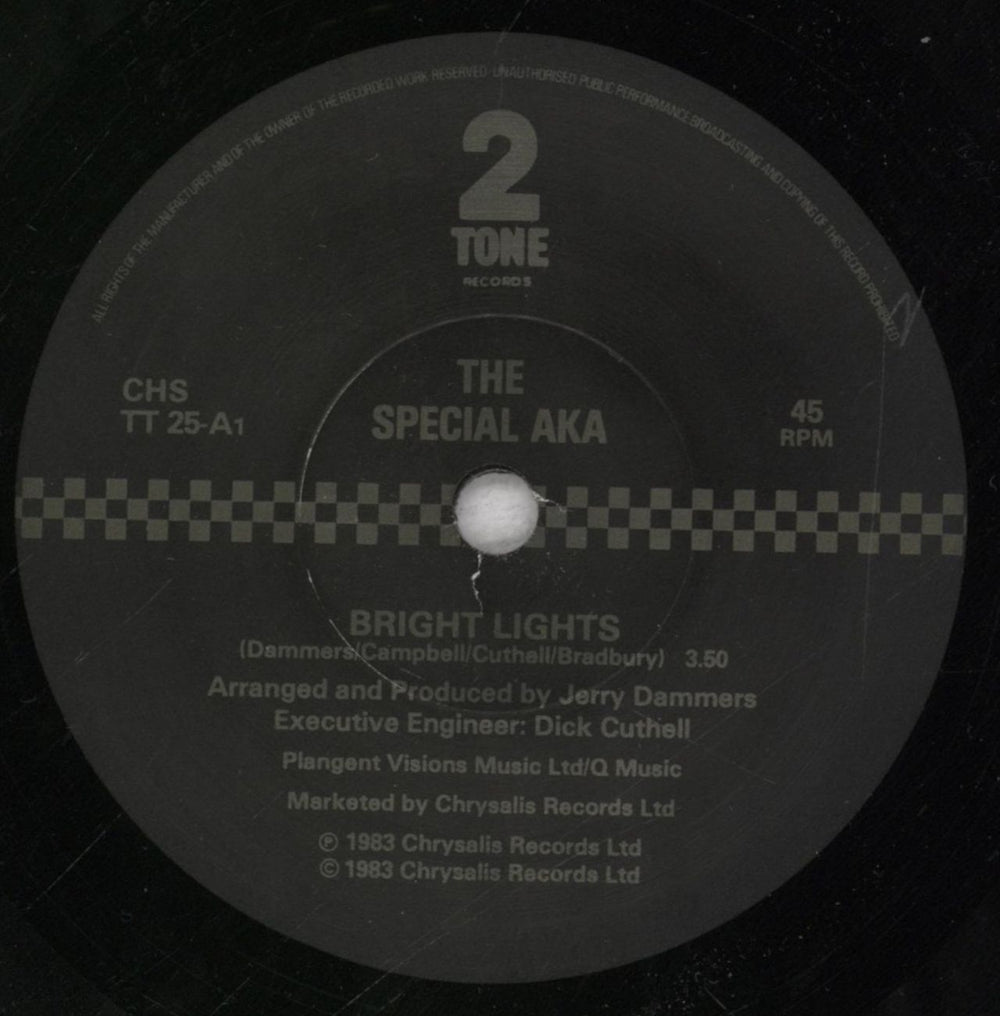 ALL RIGHTS OF THE MANUFACTURER AND OF THE OWNER OF THE RECORDED WORK RESERVED UNAUTHORISED PUBLIC PERFORMANCE BROADCASTING AND COPYING OF THIS RECORD PROHIBITED
2
TONE
RECORDS
THE
SPECIAL AKA
CHS
TT 25-A1
45
RPM
BRIGHT LIGHTS
(Dammers/Campbell/Cuthell/Bradbury) 3.50
Arranged and Produced by Jerry Dammers
Executive Engineer: Dick Cuthell
Plangent Visions Music Ltd/Q Music
Marketed by Chrysalis Records Ltd
℗ 1983 Chrysalis Records Ltd
© 1983 Chrysalis Records Ltd